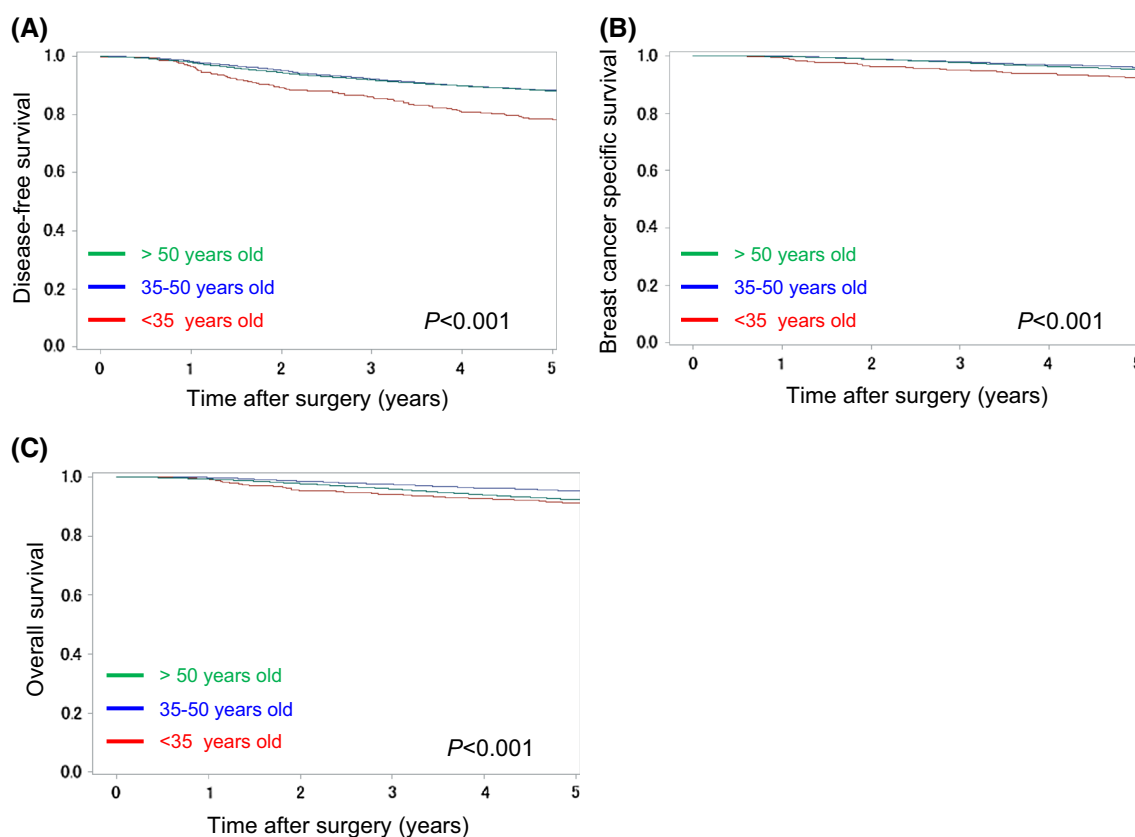 (A)
Disease-free survival
1.0
0.8
0.6
0.4
0.2
0.0
> 50 years old
35-50 years old
<35 years old
P<0.001
0 1 2 3 4 5
Time after surgery (years)
(B)
Breast cancer specific survival
1.0
0.8
0.6
0.4
0.2
0.0
> 50 years old
35-50 years old
<35 years old
P<0.001
0 1 2 3 4
Time after surgery (years)
(C)
Overall survival
1.0
0.8
0.6
0.4
0.2
0.0
> 50 years old
35-50 years old
<35 years old
P<0.001
0 1 2 3 4 5
Time after surgery (years)